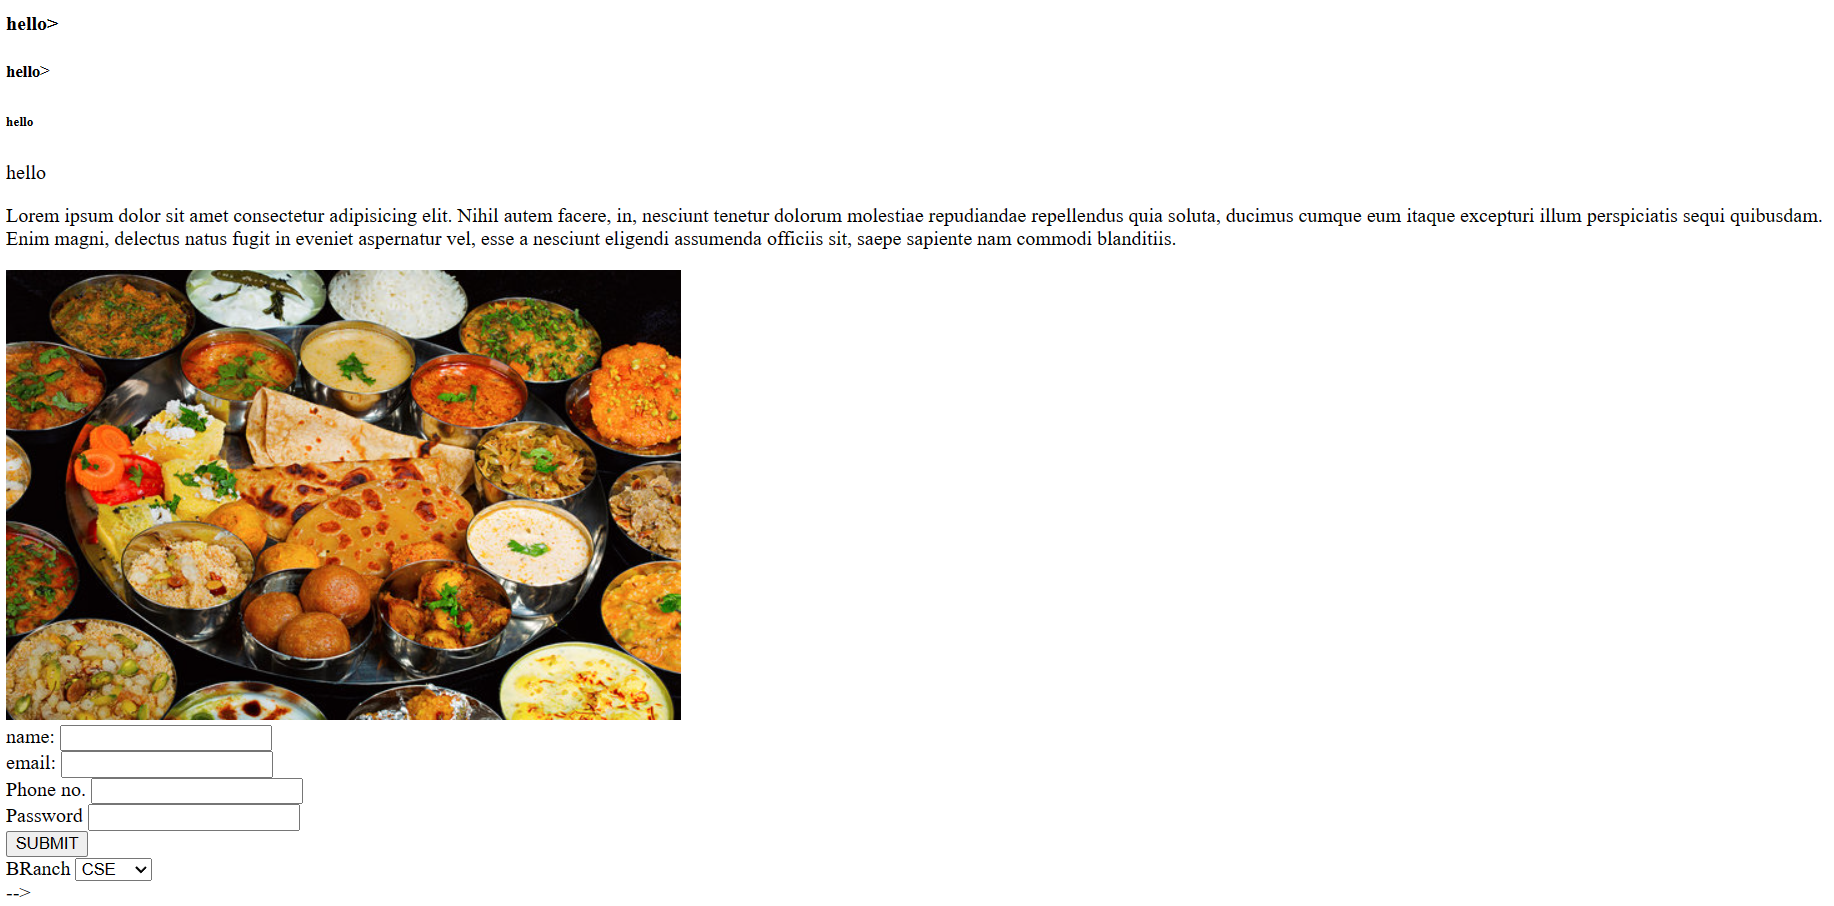 hello>
hello>
hello
hello
Lorem ipsum dolor sit amet consectetur adipisicing elit. Nihil autem facere, in, nesciunt tenetur dolorum molestiae repudiandae repellendus quia soluta, ducimus cumque eum itaque excepturi illum perspiciatis sequi quibusdam.
Enim magni, delectus natus fugit in eveniet aspernatur vel, esse a nesciunt eligendi assumenda officiis sit, saepe sapiente nam commodi blanditiis.
name:
email:
Phone no.
Password
SUBMIT
BRanch CSE
-->